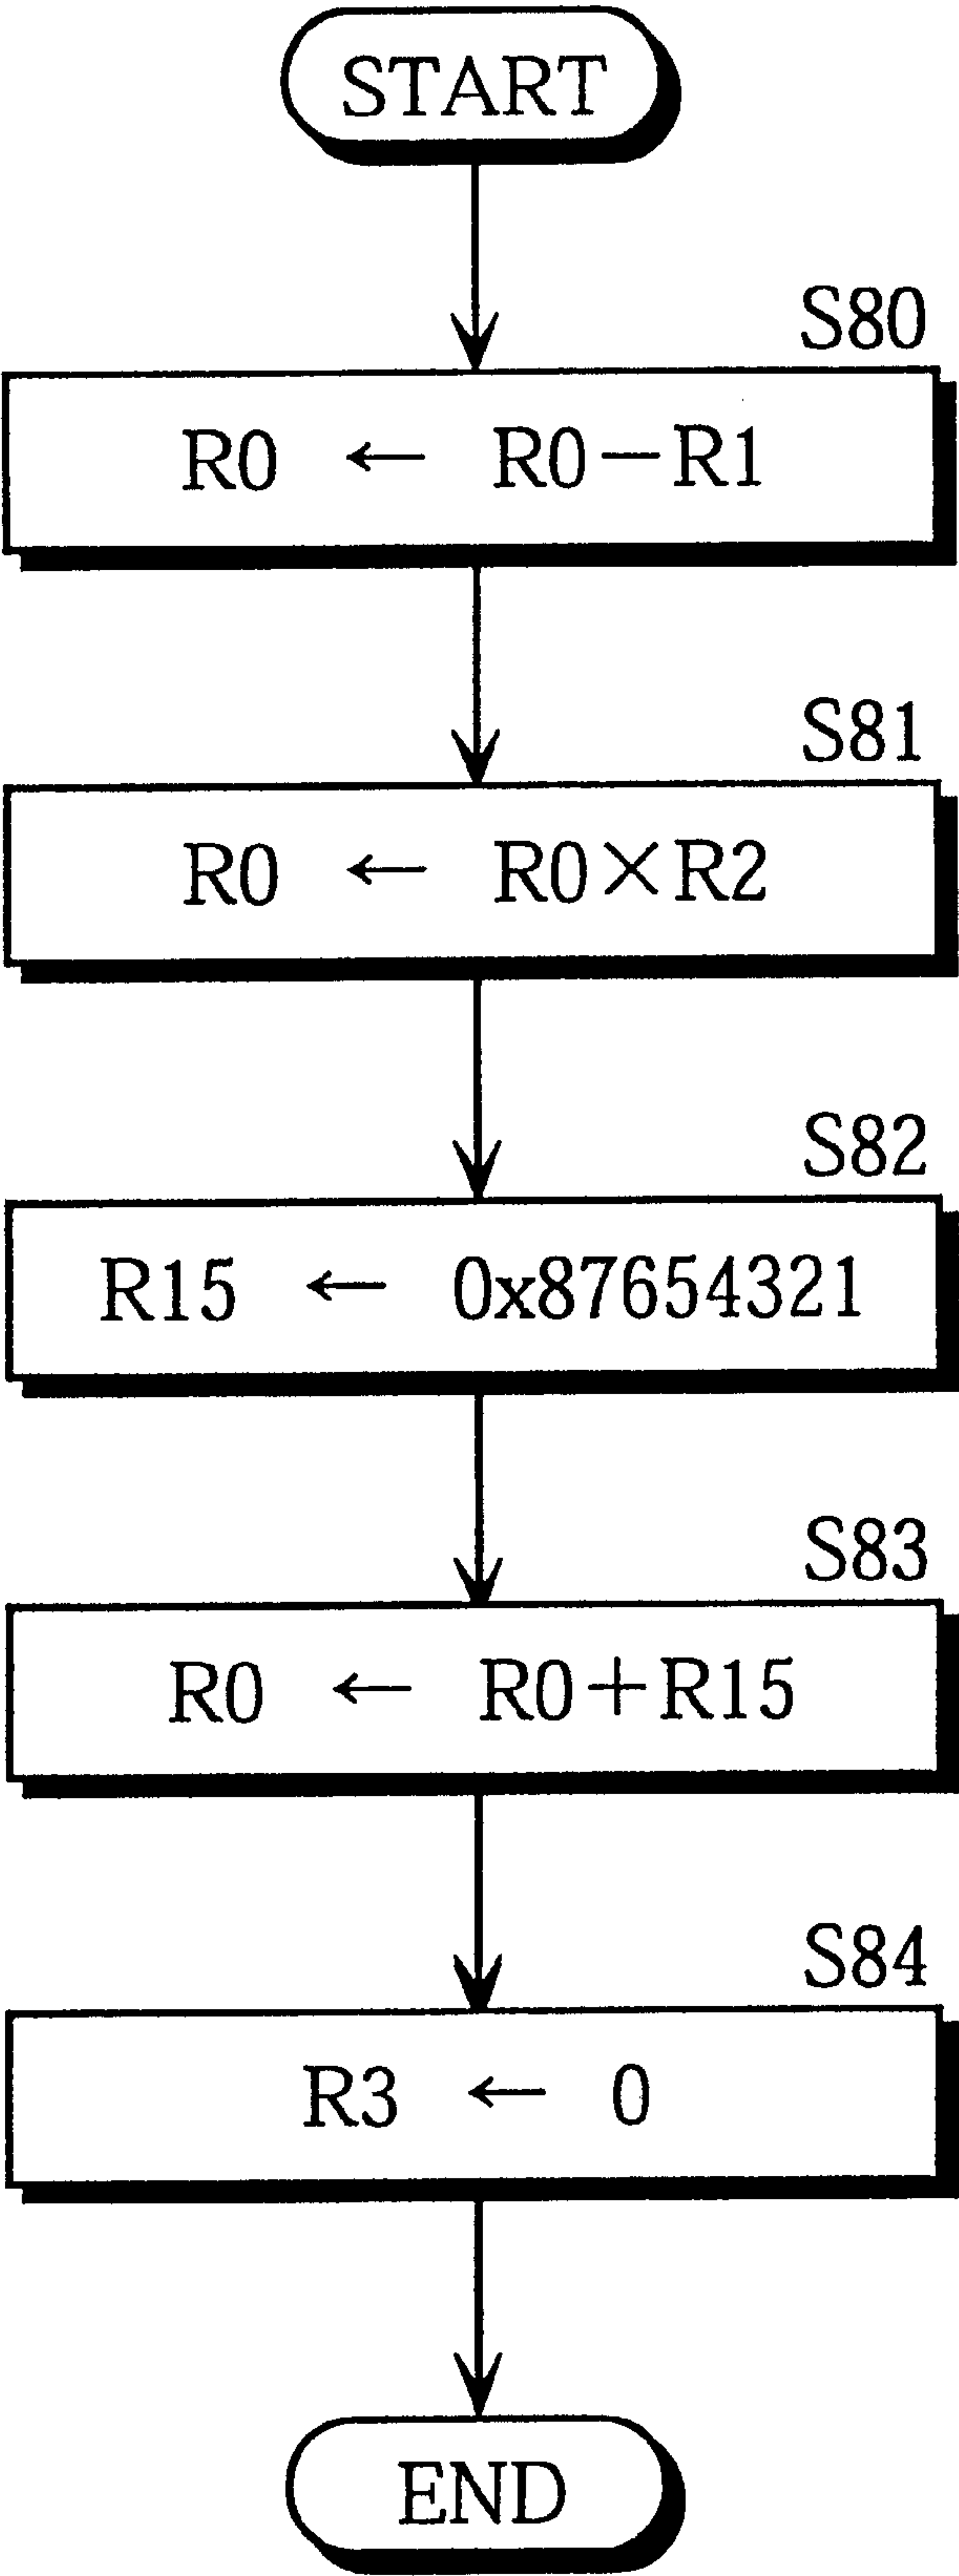 START
S80
R0 ← R0−R1
S81
R0 ← R0×R2
S82
R15 ← 0x87654321
S83
R0 ← R0+R15
S84
R3 ← 0
END